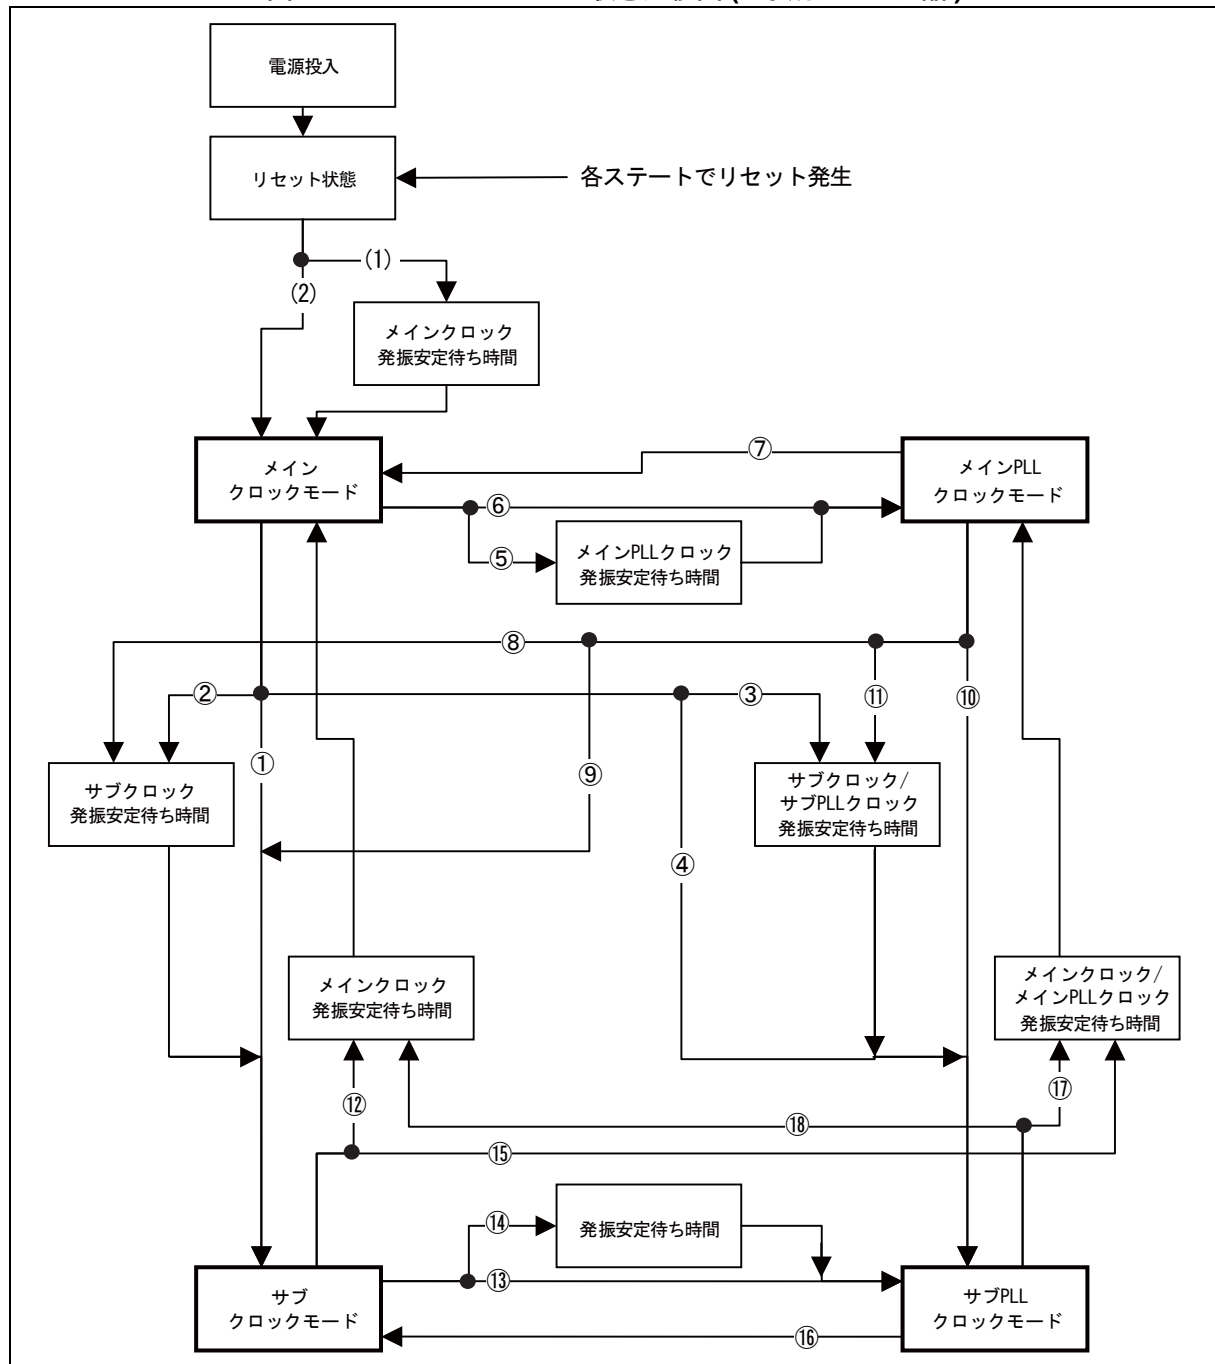 電源投入
リセット状態
各ステートでリセット発生
(1)
(2)
メインクロック
発振安定待ち時間
メイン
クロックモード
⑦
メインPLL
クロックモード
⑥
⑤
メインPLLクロック
発振安定待ち時間
⑧
②
③
⑪
⑩
①
⑨
サブクロック
発振安定待ち時間
サブクロック/
サブPLLクロック
発振安定待ち時間
④
メインクロック
発振安定待ち時間
メインクロック/
メインPLLクロック
発振安定待ち時間
⑫
⑰
⑱
⑮
⑭
発振安定待ち時間
⑬
サブ
クロックモード
サブPLL
クロックモード
⑯